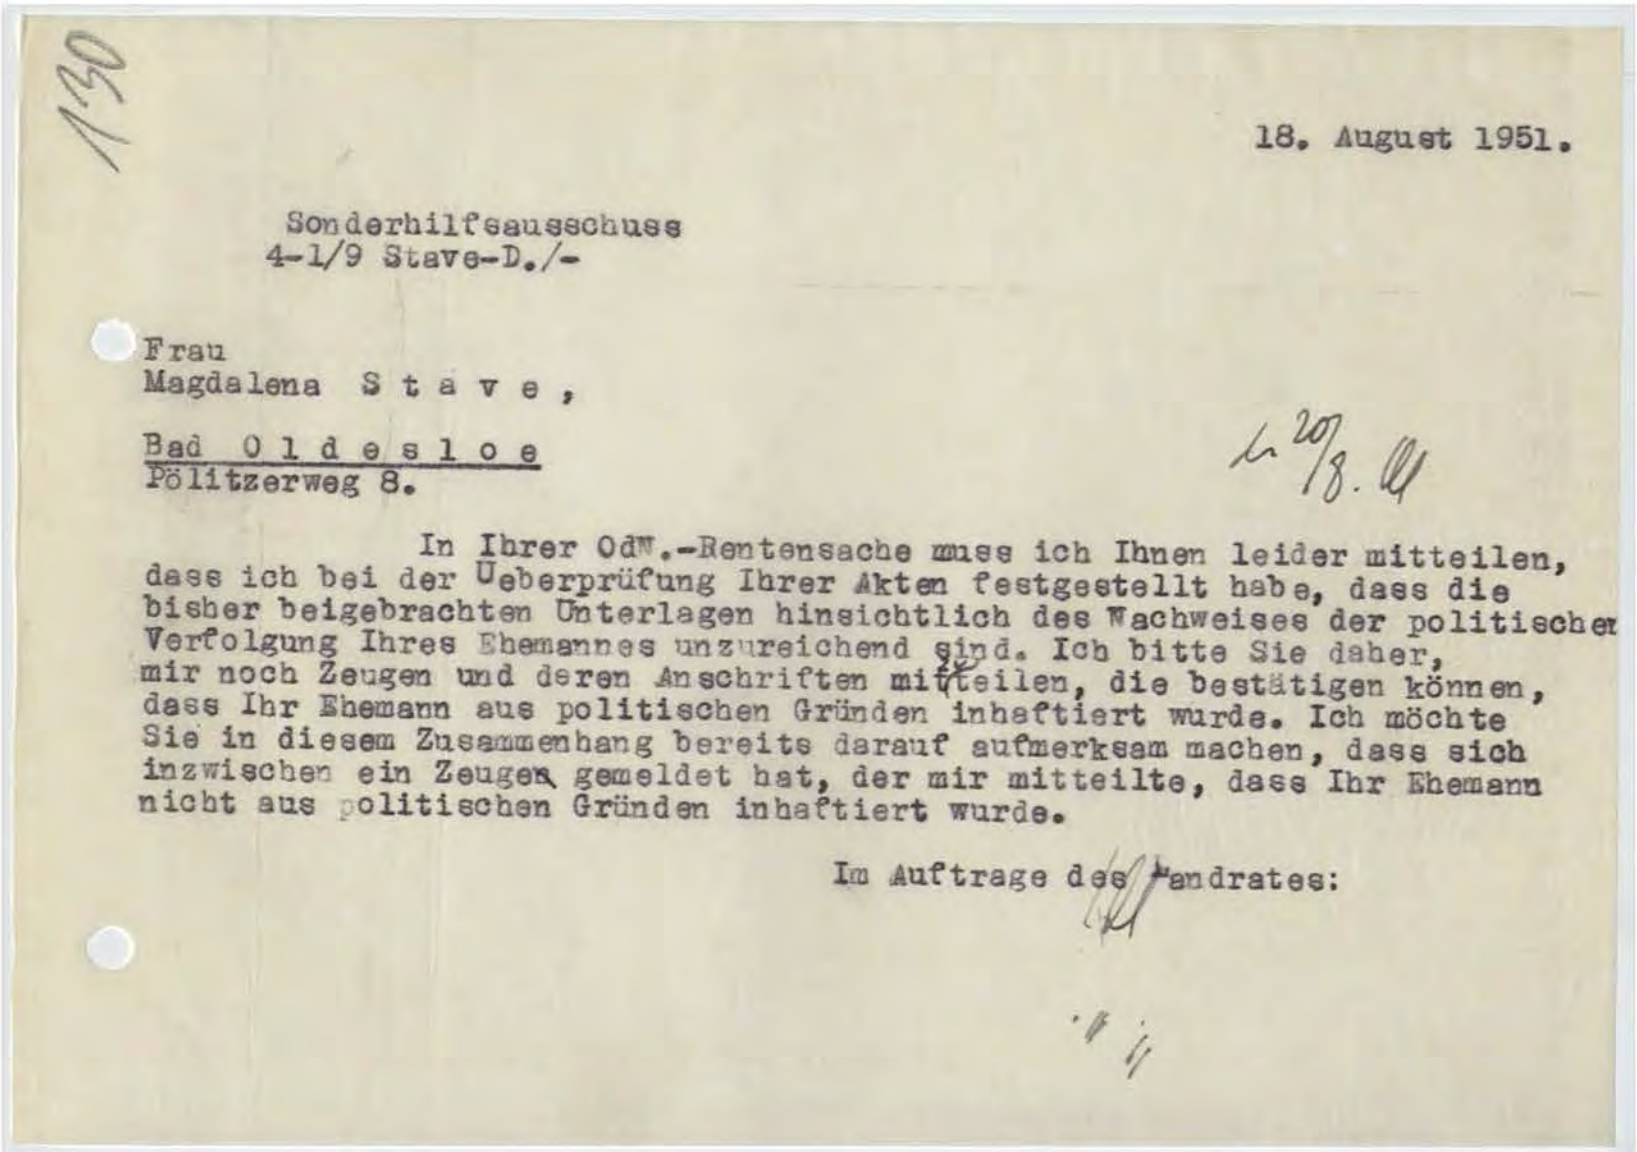 130
18. August 1951.
Sonderhilfsausschuss
4-1/9 Stave-D./-
Frau
Magdalena S t a v e ,
Bad O l d e s l o e
Pölitzerweg 8.
20/8.
In Ihrer OdN.-Rentensache muss ich Ihnen leider mitteilen,
dass ich bei der Ueberprüfung Ihrer Akten festgestellt habe, dass die
bisher beigebrachten Unterlagen hinsichtlich des Nachweises der politischen
Verfolgung Ihres Ehemannes unzureichend sind. Ich bitte Sie daher,
mir noch Zeugen und deren Anschriften mitzuteilen, die bestätigen können,
dass Ihr Ehemann aus politischen Gründen inhaftiert wurde. Ich möchte
Sie in diesem Zusammenhang bereits darauf aufmerksam machen, dass sich
inzwischen ein Zeuge gemeldet hat, der mir mitteilte, dass Ihr Ehemann
nicht aus politischen Gründen inhaftiert wurde.
Im Auftrage des Landrates: